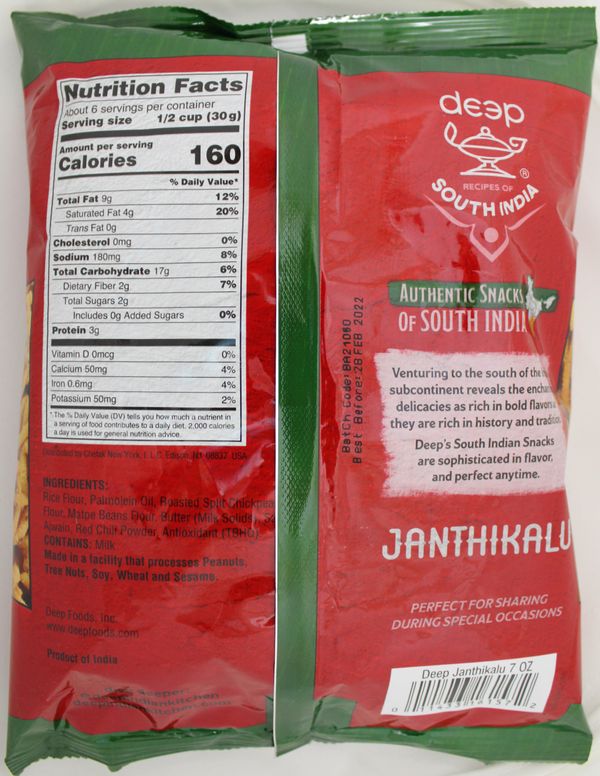 Nutrition Facts
About 6 servings per container
Serving size 1/2 cup (30g)
Amount per serving
Calories 160
% Daily Value*
Total Fat 9g 12%
Saturated Fat 4g 20%
Trans Fat 0g
Cholesterol 0mg 0%
Sodium 180mg 8%
Total Carbohydrate 17g 6%
Dietary Fiber 2g 7%
Total Sugars 2g
Includes 0g Added Sugars 0%
Protein 3g
Vitamin D 0mcg 0%
Calcium 50mg 4%
Iron 0.6mg 4%
Potassium 50mg 2%
*The % Daily Value (DV) tells you how much a nutrient in
a serving of food contributes to a daily diet. 2,000 calories
a day is used for general nutrition advice.
Distributed by Chetak New York, L.L.C. Edison, NJ 08837 USA
INGREDIENTS:
Rice Flour, Palmolein Oil, Roasted Split Chickpea
Flour, Matpe Beans Flour, Butter (Milk Solids),
Ajwain, Red Chili Powder, Antioxidant (TBHQ).
CONTAINS: Milk
Made in a facility that processes Peanuts,
Tree Nuts, Soy, Wheat and Sesame.
Deep Foods, Inc.
www.deepfoods.com
Product of India
Batch Code: BA21060
Best Before: 28 FEB 2022
deep
®
RECIPES OF
SOUTH INDIA
AUTHENTIC SNACKS
OF SOUTH INDIA
Venturing to the south of the
subcontinent reveals the
delicacies as rich in bold flavors
they are rich in history and
Deep's South Indian Snacks
are sophisticated in flavor,
and perfect anytime.
JANTHIKALU
PERFECT FOR SHARING
DURING SPECIAL OCCASIONS
Deep Janthikalu 7 OZ